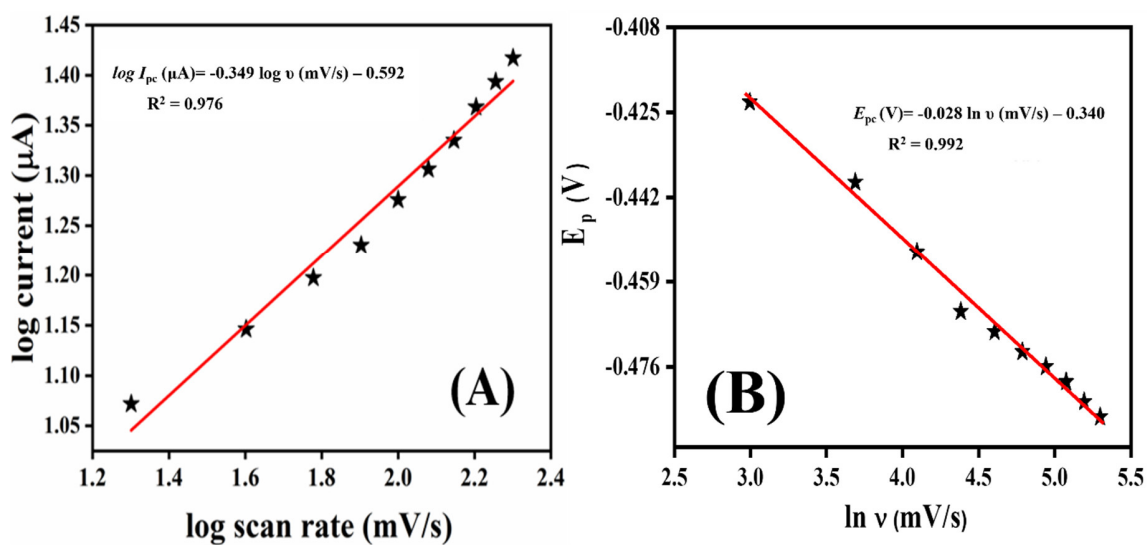 1.45
1.40
1.35
1.30
1.25
1.20
1.15
1.10
1.05
log current (µA)
log Ipc (µA)= -0.349 log υ (mV/s) – 0.592
R² = 0.976
(A)
1.2 1.4 1.6 1.8 2.0 2.2 2.4
log scan rate (mV/s)
-0.408
-0.425
-0.442
-0.459
-0.476
Ep (V)
Epc (V)= -0.028 ln υ (mV/s) – 0.340
R² = 0.992
(B)
2.5 3.0 3.5 4.0 4.5 5.0 5.5
ln ν (mV/s)